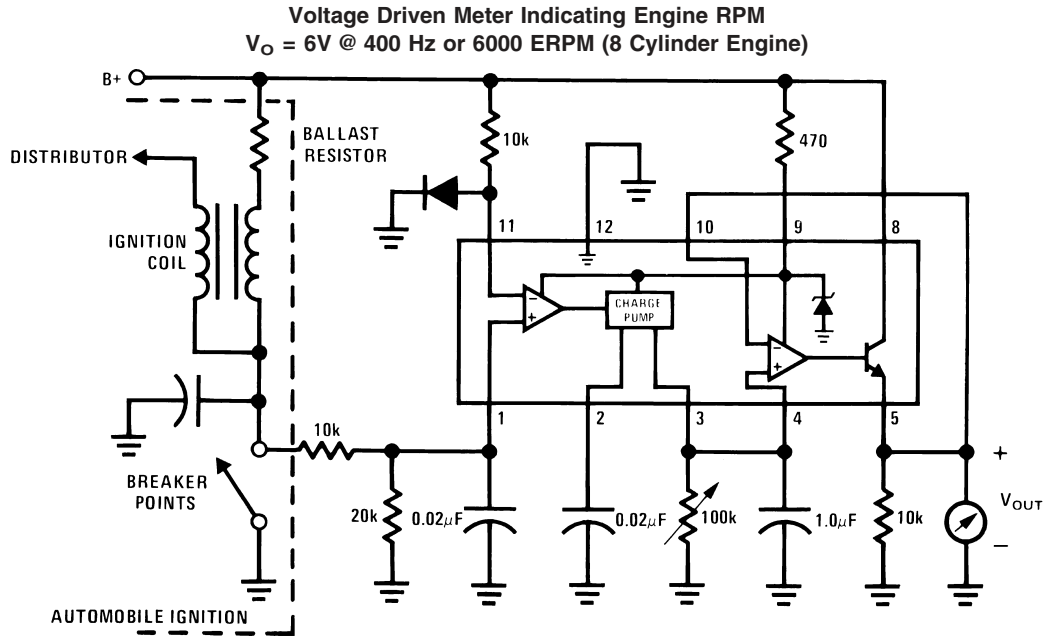 Voltage Driven Meter Indicating Engine RPM
V_O = 6V @ 400 Hz or 6000 ERPM (8 Cylinder Engine)
B+
BALLAST
RESISTOR
10k
470
DISTRIBUTOR
11
12
10
9
8
IGNITION
COIL
CHARGE
PUMP
−
+
−
+
1
2
3
4
5
10k
BREAKER
POINTS
20k
0.02μF
0.02μF
100k
1.0μF
10k
+
V_OUT
−
AUTOMOBILE IGNITION